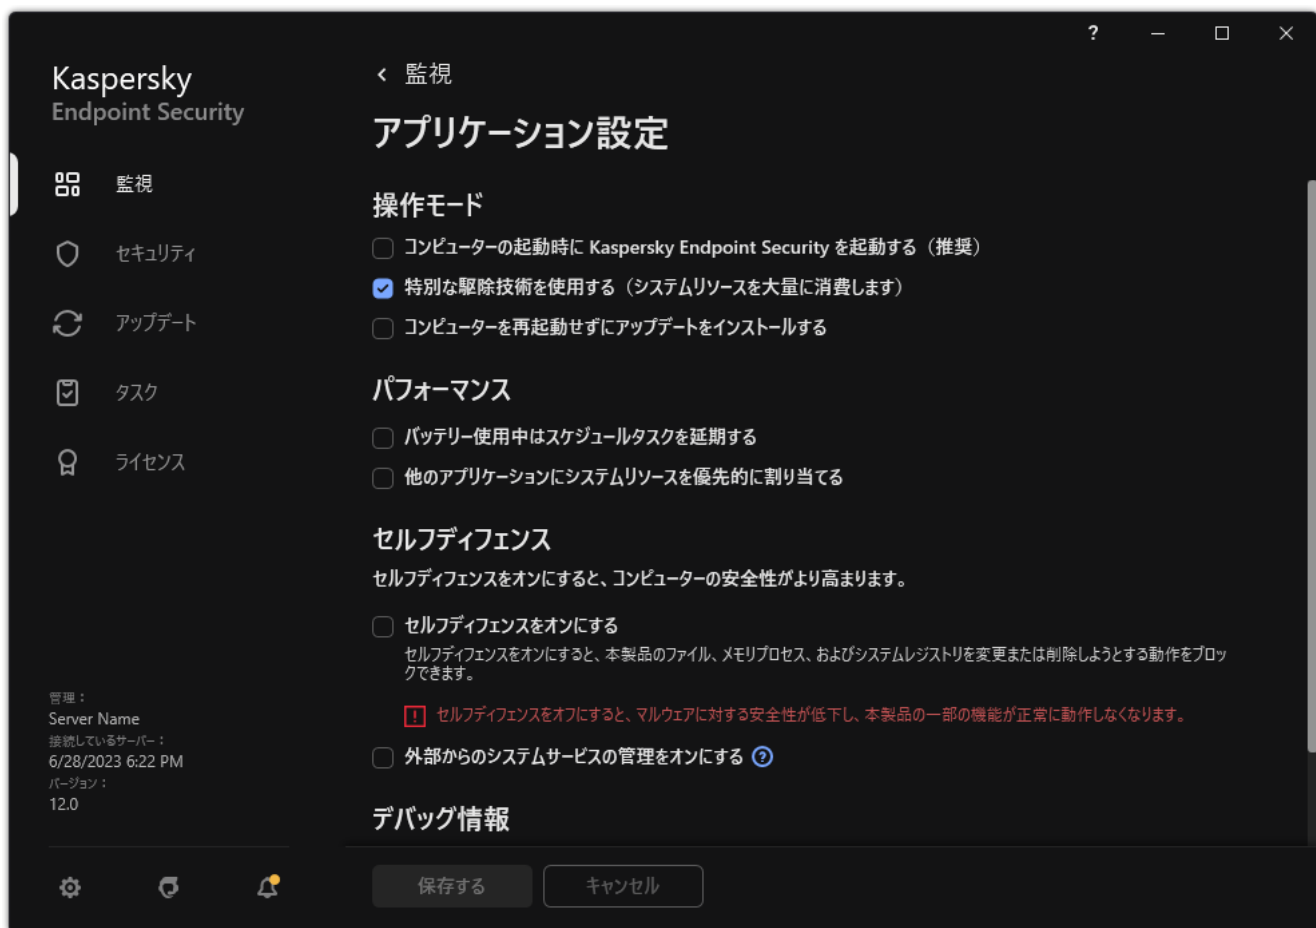 ?
Kaspersky
Endpoint Security
監視
セキュリティ
アップデート
タスク
ライセンス
管理：
Server Name
接続しているサーバー：
6/28/2023 6:22 PM
バージョン：
12.0
監視
アプリケーション設定
操作モード
コンピューターの起動時に Kaspersky Endpoint Security を起動する（推奨）
特別な駆除技術を使用する（システムリソースを大量に消費します）
コンピューターを再起動せずにアップデートをインストールする
パフォーマンス
バッテリー使用中はスケジュールタスクを延期する
他のアプリケーションにシステムリソースを優先的に割り当てる
セルフディフェンス
セルフディフェンスをオンにすると、コンピューターの安全性がより高まります。
セルフディフェンスをオンにする
セルフディフェンスをオンにすると、本製品のファイル、メモリプロセス、およびシステムレジストリを変更または削除しようとする動作をブロッ
クできます。
セルフディフェンスをオフにすると、マルウェアに対する安全性が低下し、本製品の一部の機能が正常に動作しなくなります。
外部からのシステムサービスの管理をオンにする
デバッグ情報
保存する
キャンセル